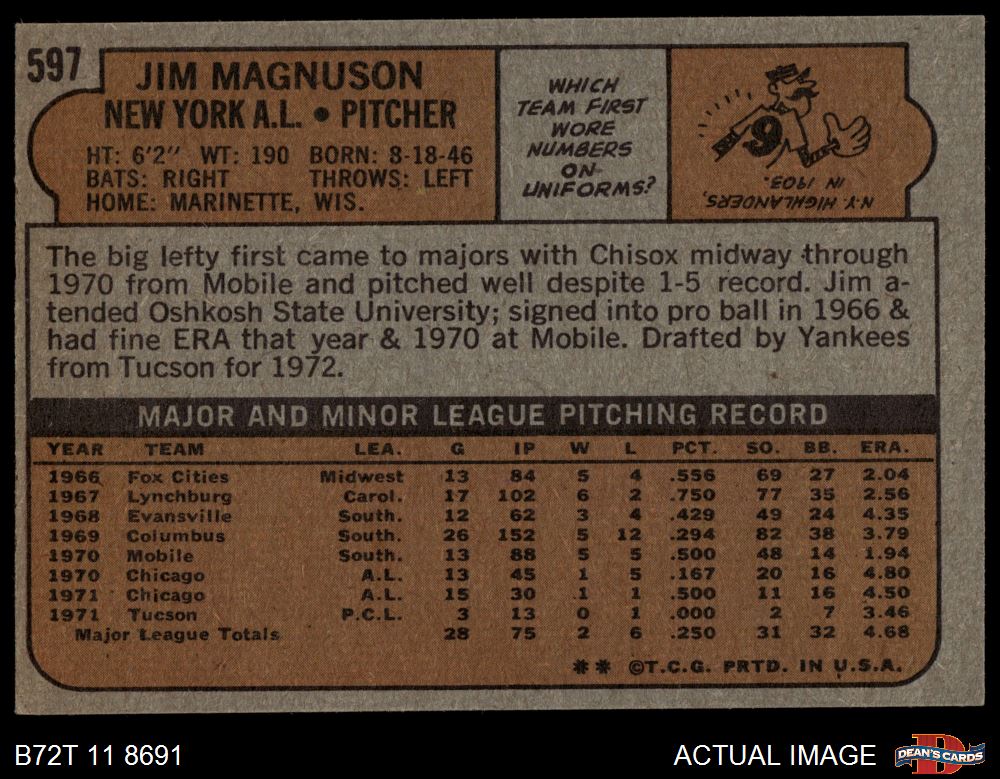 597
JIM MAGNUSON
NEW YORK A.L. • PITCHER
HT: 6'2" WT: 190 BORN: 8-18-46
BATS: RIGHT THROWS: LEFT
HOME: MARINETTE, WIS.
WHICH
TEAM FIRST
WORE
NUMBERS
ON
UNIFORMS?
9
N.Y. HIGHLANDERS,
IN 1903.
The big lefty first came to majors with Chisox midway through
1970 from Mobile and pitched well despite 1-5 record. Jim a-
tended Oshkosh State University; signed into pro ball in 1966 &
had fine ERA that year & 1970 at Mobile. Drafted by Yankees
from Tucson for 1972.
MAJOR AND MINOR LEAGUE PITCHING RECORD
YEAR TEAM LEA. G IP W L PCT. SO. BB. ERA.
1966 Fox Cities Midwest 13 84 5 4 .556 69 27 2.04
1967 Lynchburg Carol. 17 102 6 2 .750 77 35 2.56
1968 Evansville South. 12 62 3 4 .429 49 24 4.35
1969 Columbus South. 26 152 5 12 .294 82 38 3.79
1970 Mobile South. 13 88 5 5 .500 48 14 1.94
1970 Chicago A.L. 13 45 1 5 .167 20 16 4.80
1971 Chicago A.L. 15 30 1 1 .500 11 16 4.50
1971 Tucson P.C.L. 3 13 0 1 .000 2 7 3.46
Major League Totals 28 75 2 6 .250 31 32 4.68
** ©T.C.G. PRTD. IN U.S.A.
B72T 11 8691
ACTUAL IMAGE
D
DEAN'S CARDS